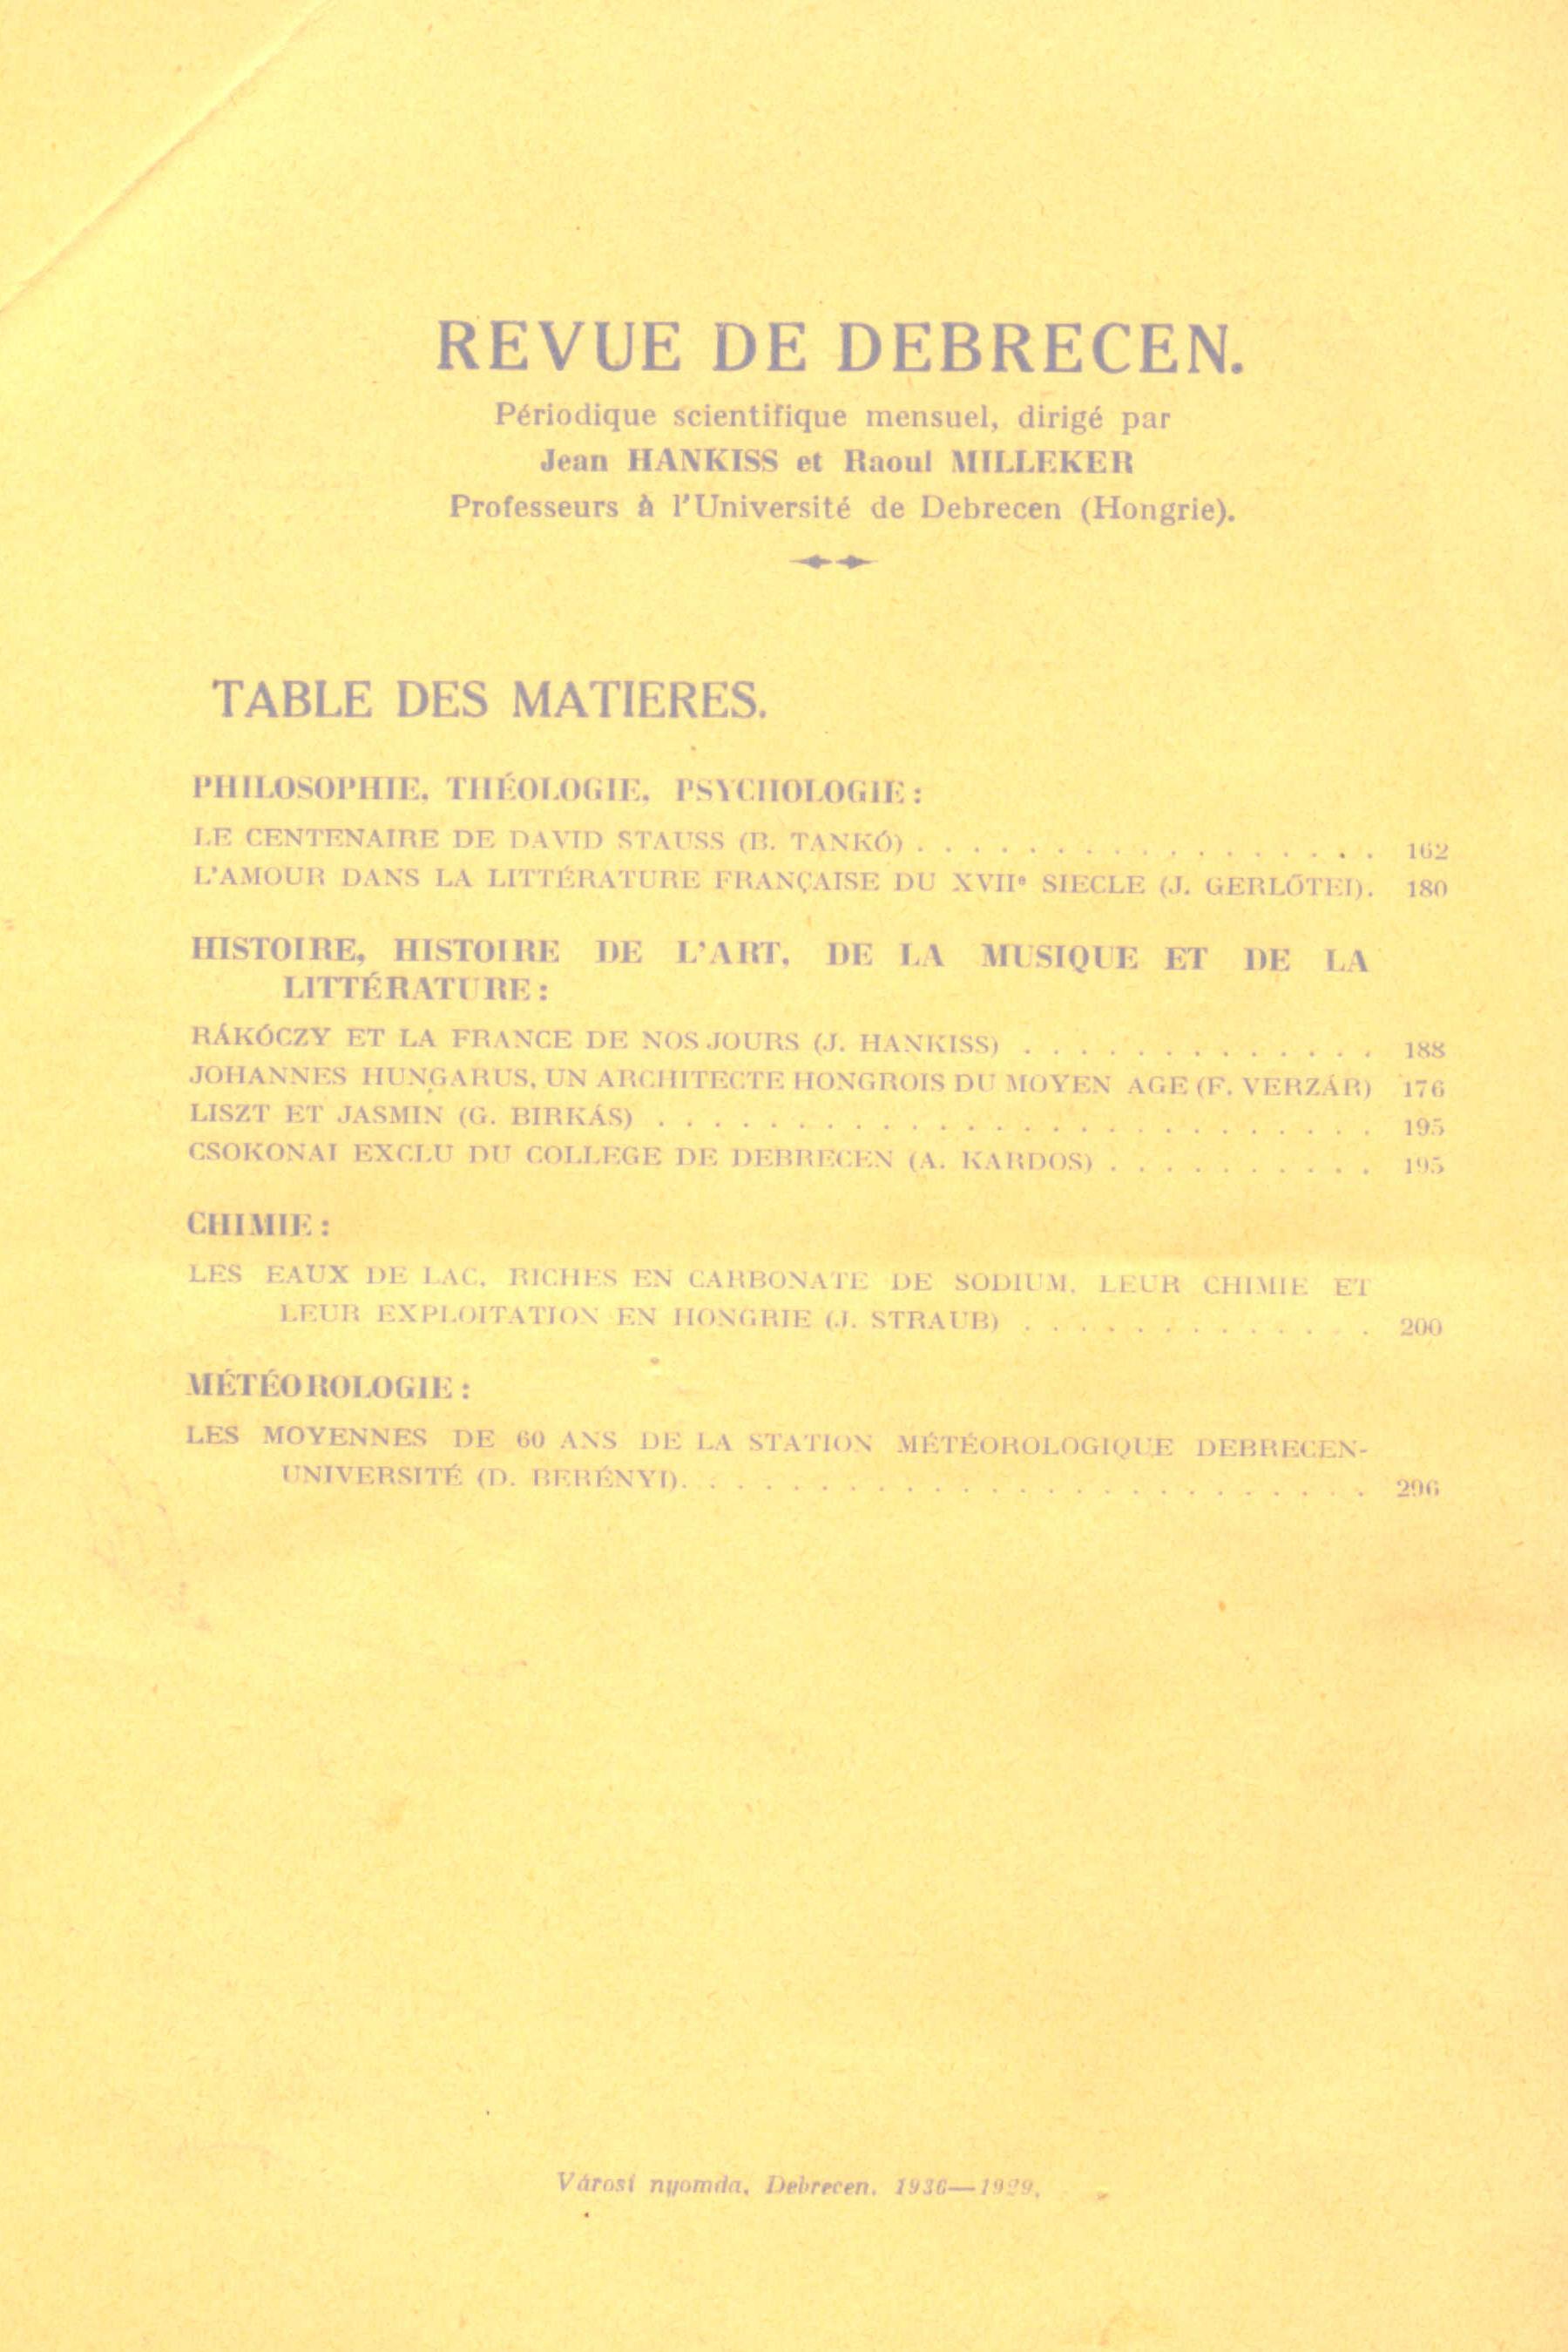 REVUE DE DEBRECEN.
Périodique scientifique mensuel, dirigé par
Jean HANKISS et Raoul MILLEKER
Professeurs à l'Université de Debrecen (Hongrie).
TABLE DES MATIERES.
PHILOSOPHIE, THÉOLOGIE, PSYCHOLOGIE:
LE CENTENAIRE DE DAVID STAUSS (B. TANKÓ) . . . . . . . . . . . . . . . . . 162
L'AMOUR DANS LA LITTÉRATURE FRANÇAISE DU XVIIe SIECLE (J. GERLŐTEI). 180
HISTOIRE, HISTOIRE DE L'ART, DE LA MUSIQUE ET DE LA
LITTÉRATURE:
RÁKÓCZY ET LA FRANCE DE NOS JOURS (J. HANKISS) . . . . . . . . . . . . . 188
JOHANNES HUNGARUS, UN ARCHITECTE HONGROIS DU MOYEN AGE (F. VERZÁR) 176
LISZT ET JASMIN (G. BIRKÁS) . . . . . . . . . . . . . . . . . . . . . . . . . . 195
CSOKONAI EXCLU DU COLLEGE DE DEBRECEN (A. KARDOS) . . . . . . . . . . 195
CHIMIE:
LES EAUX DE LAC, RICHES EN CARBONATE DE SODIUM, LEUR CHIMIE ET
LEUR EXPLOITATION EN HONGRIE (J. STRAUB) . . . . . . . . . . . . . 200
MÉTÉOROLOGIE:
LES MOYENNES DE 60 ANS DE LA STATION MÉTÉOROLOGIQUE DEBRECEN-
UNIVERSITÉ (D. BERÉNYI). . . . . . . . . . . . . . . . . . . . . . . . . 296
Városi nyomda, Debrecen. 1936—1929.